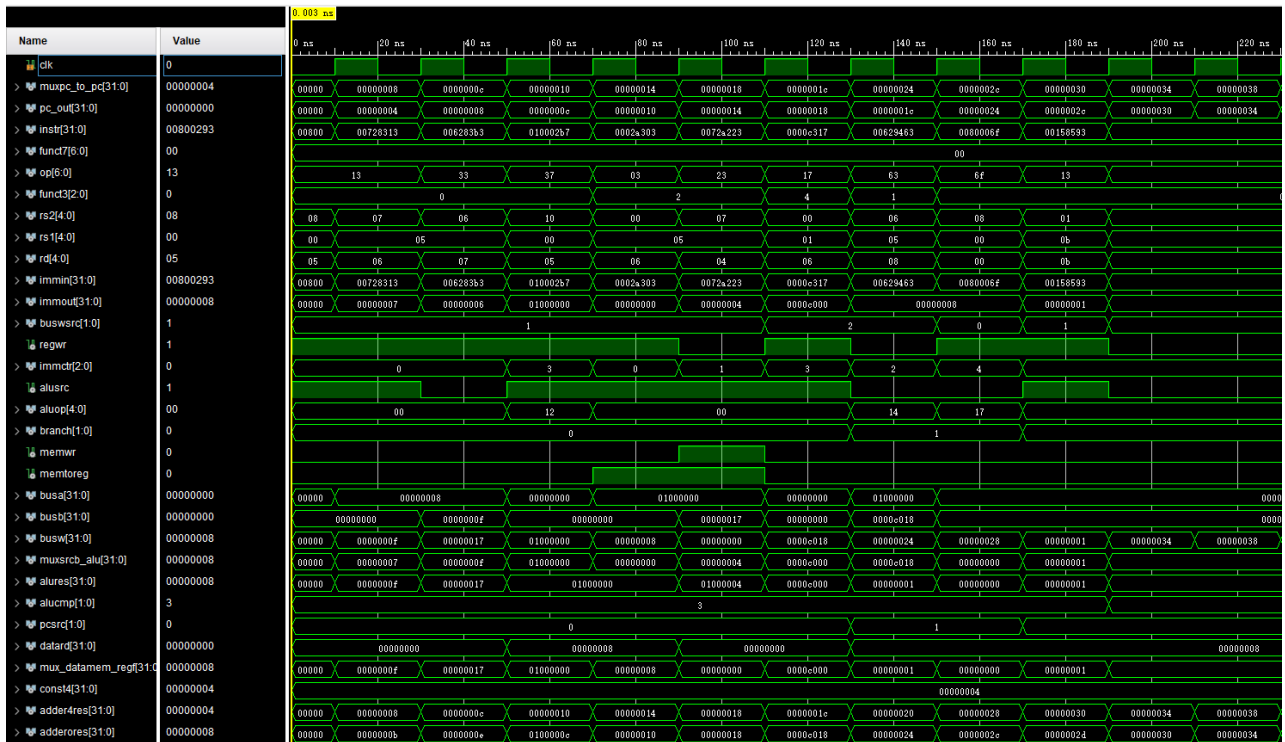 0.003 ns
Name Value 0 ns 20 ns 40 ns 60 ns 80 ns 100 ns 120 ns 140 ns 160 ns 180 ns 200 ns 220 ns
clk 0
muxpc_to_pc[31:0] 00000004 00000 00000008 0000000c 00000010 00000014 00000018 0000001c 00000024 0000002c 00000030 00000034 00000038
pc_out[31:0] 00000000 00000 00000004 00000008 0000000c 00000010 00000014 00000018 0000001c 00000024 0000002c 00000030 00000034
instr[31:0] 00800293 00800 00728313 006283b3 010002b7 0002a303 0072a223 0000c317 00629463 0080006f 00158593
funct7[6:0] 00 00
op[6:0] 13 13 33 37 03 23 17 63 6f 13
funct3[2:0] 0 0 2 4 1
rs2[4:0] 08 08 07 06 10 00 07 00 06 08 01
rs1[4:0] 00 00 05 00 05 01 05 00 0b
rd[4:0] 05 05 06 07 05 06 04 06 08 00 0b
immin[31:0] 00800293 00800 00728313 006283b3 010002b7 0002a303 0072a223 0000c317 00629463 0080006f 00158593
immout[31:0] 00000008 00000 00000007 00000006 01000000 00000000 00000004 0000c000 00000008 00000001
buswsrc[1:0] 1 1 2 0 1
regwr 1
immctr[2:0] 0 0 3 0 1 3 2 4
alusrc 1
aluop[4:0] 00 00 12 00 14 17
branch[1:0] 0 0 1
memwr 0
memtoreg 0
busa[31:0] 00000000 00000 00000008 00000000 01000000 00000000 01000000 0000
busb[31:0] 00000000 00000000 0000000f 00000000 00000017 00000000 0000c018 0000
busw[31:0] 00000008 00000 0000000f 00000017 01000000 00000008 00000000 0000c018 00000024 00000028 00000001 00000034 00000038
muxsrcb_alu[31:0] 00000008 00000 00000007 0000000f 01000000 00000000 00000004 0000c000 0000c018 00000000 00000001
alures[31:0] 00000008 00000 0000000f 00000017 01000000 01000004 0000c000 00000001 00000000 00000001
alucmp[1:0] 3 3
pcsrc[1:0] 0 0 1
datard[31:0] 00000000 00000000 00000008 00000000 00000008
mux_datamem_regf[31:0 00000008 00000 0000000f 00000017 01000000 00000008 00000000 0000c000 00000001 00000000 00000001
const4[31:0] 00000004 00000004
adder4res[31:0] 00000004 00000 00000008 0000000c 00000010 00000014 00000018 0000001c 00000020 00000028 00000030 00000034 00000038
adderores[31:0] 00000008 00000 0000000b 0000000e 0100000c 00000010 00000018 0000c018 00000024 0000002c 0000002d 00000030 00000034